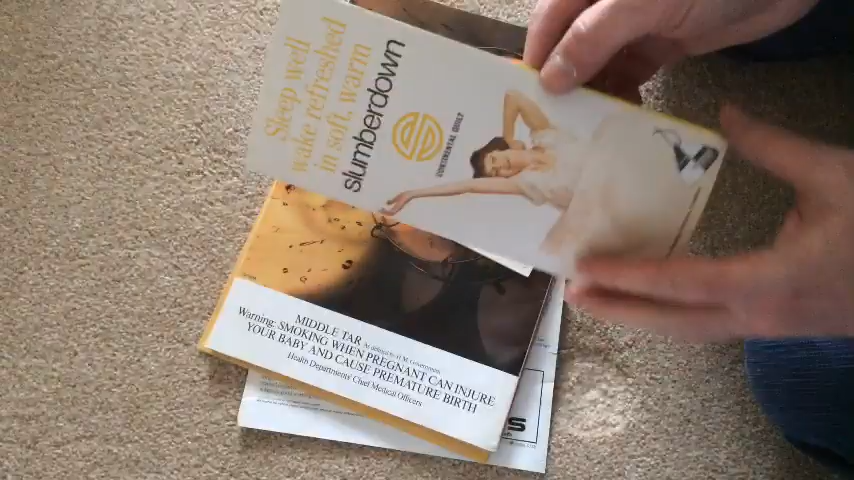 Sleep well
wake refreshed
in soft, warm
slumberdown
CONTINENTAL QUILT
MIDDLE TAR As defined by H.M. Government
Warning: SMOKING WHEN PREGNANT CAN INJURE
YOUR BABY AND CAUSE PREMATURE BIRTH
Health Departments' Chief Medical Officers